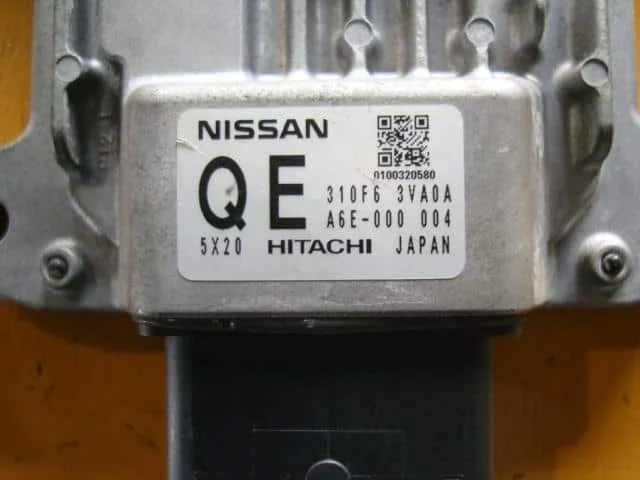 NISSAN
0100320580
QE
310F6 3VA0A
A6E-000 004
5X20 HITACHI JAPAN